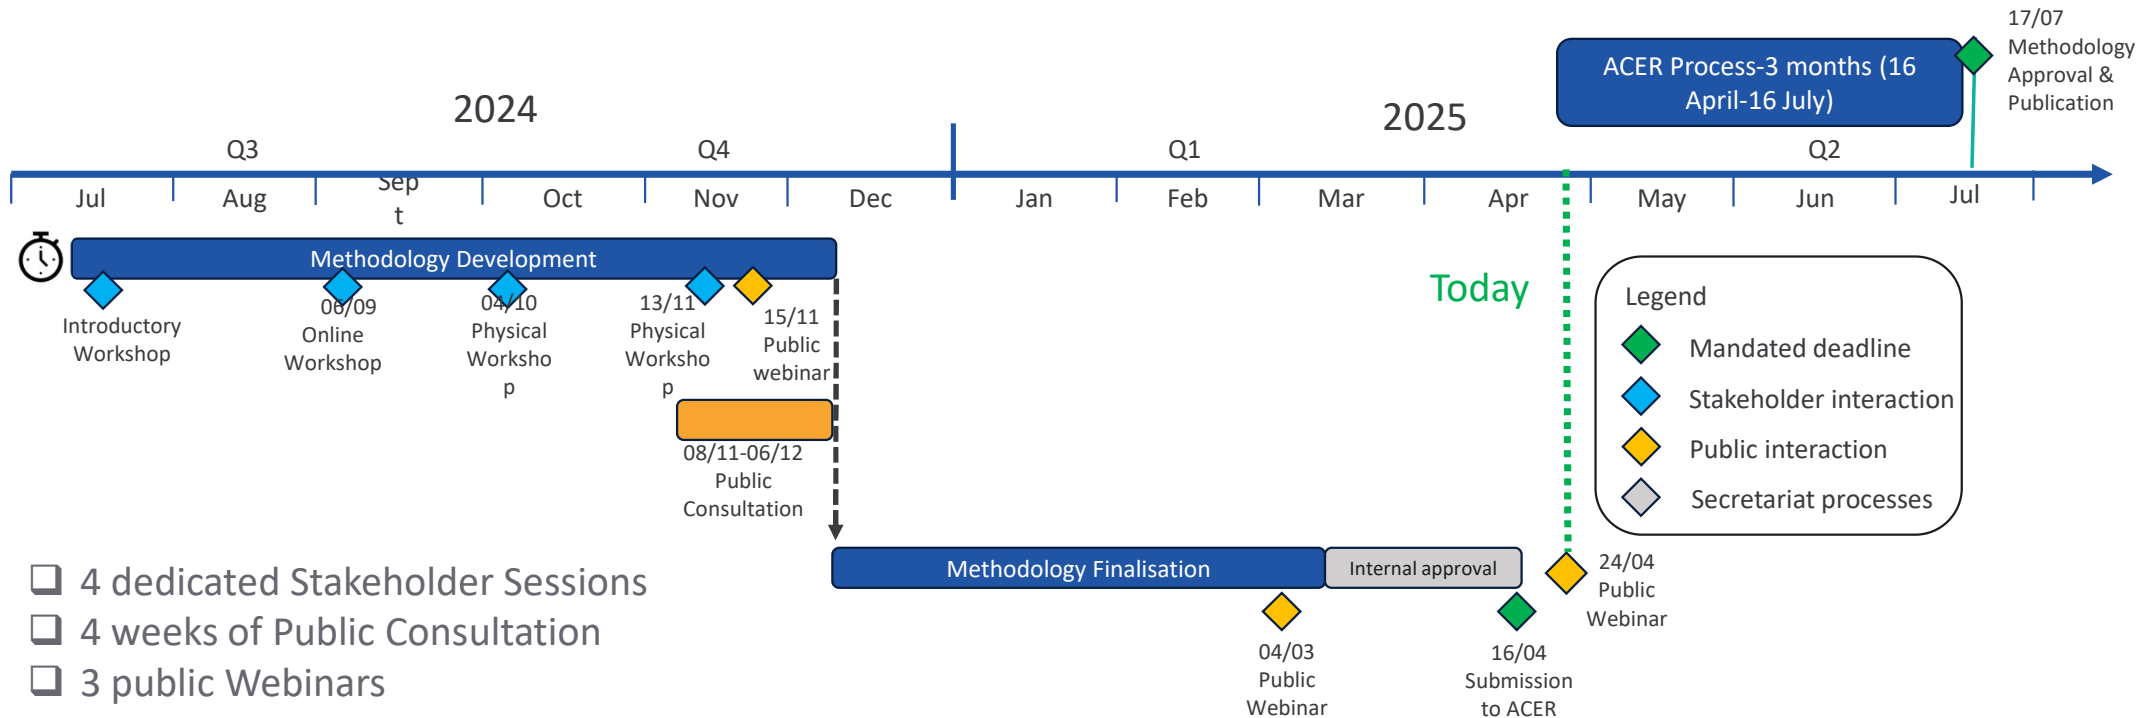 17/07
Methodology
Approval &
Publication
ACER Process-3 months (16
April-16 July)
2024
2025
Q3
Q4
Q1
Q2
Jul
Aug
Sep
t
Oct
Nov
Dec
Jan
Feb
Mar
Apr
May
Jun
Jul
Methodology Development
Introductory
Workshop
06/09
Online
Workshop
04/10
Physical
Worksho
p
13/11
Physical
Worksho
p
15/11
Public
webinar
08/11-06/12
Public
Consultation
Today
Legend
Mandated deadline
Stakeholder interaction
Public interaction
Secretariat processes
Methodology Finalisation
Internal approval
24/04
Public
Webinar
04/03
Public
Webinar
16/04
Submission
to ACER
4 dedicated Stakeholder Sessions
4 weeks of Public Consultation
3 public Webinars